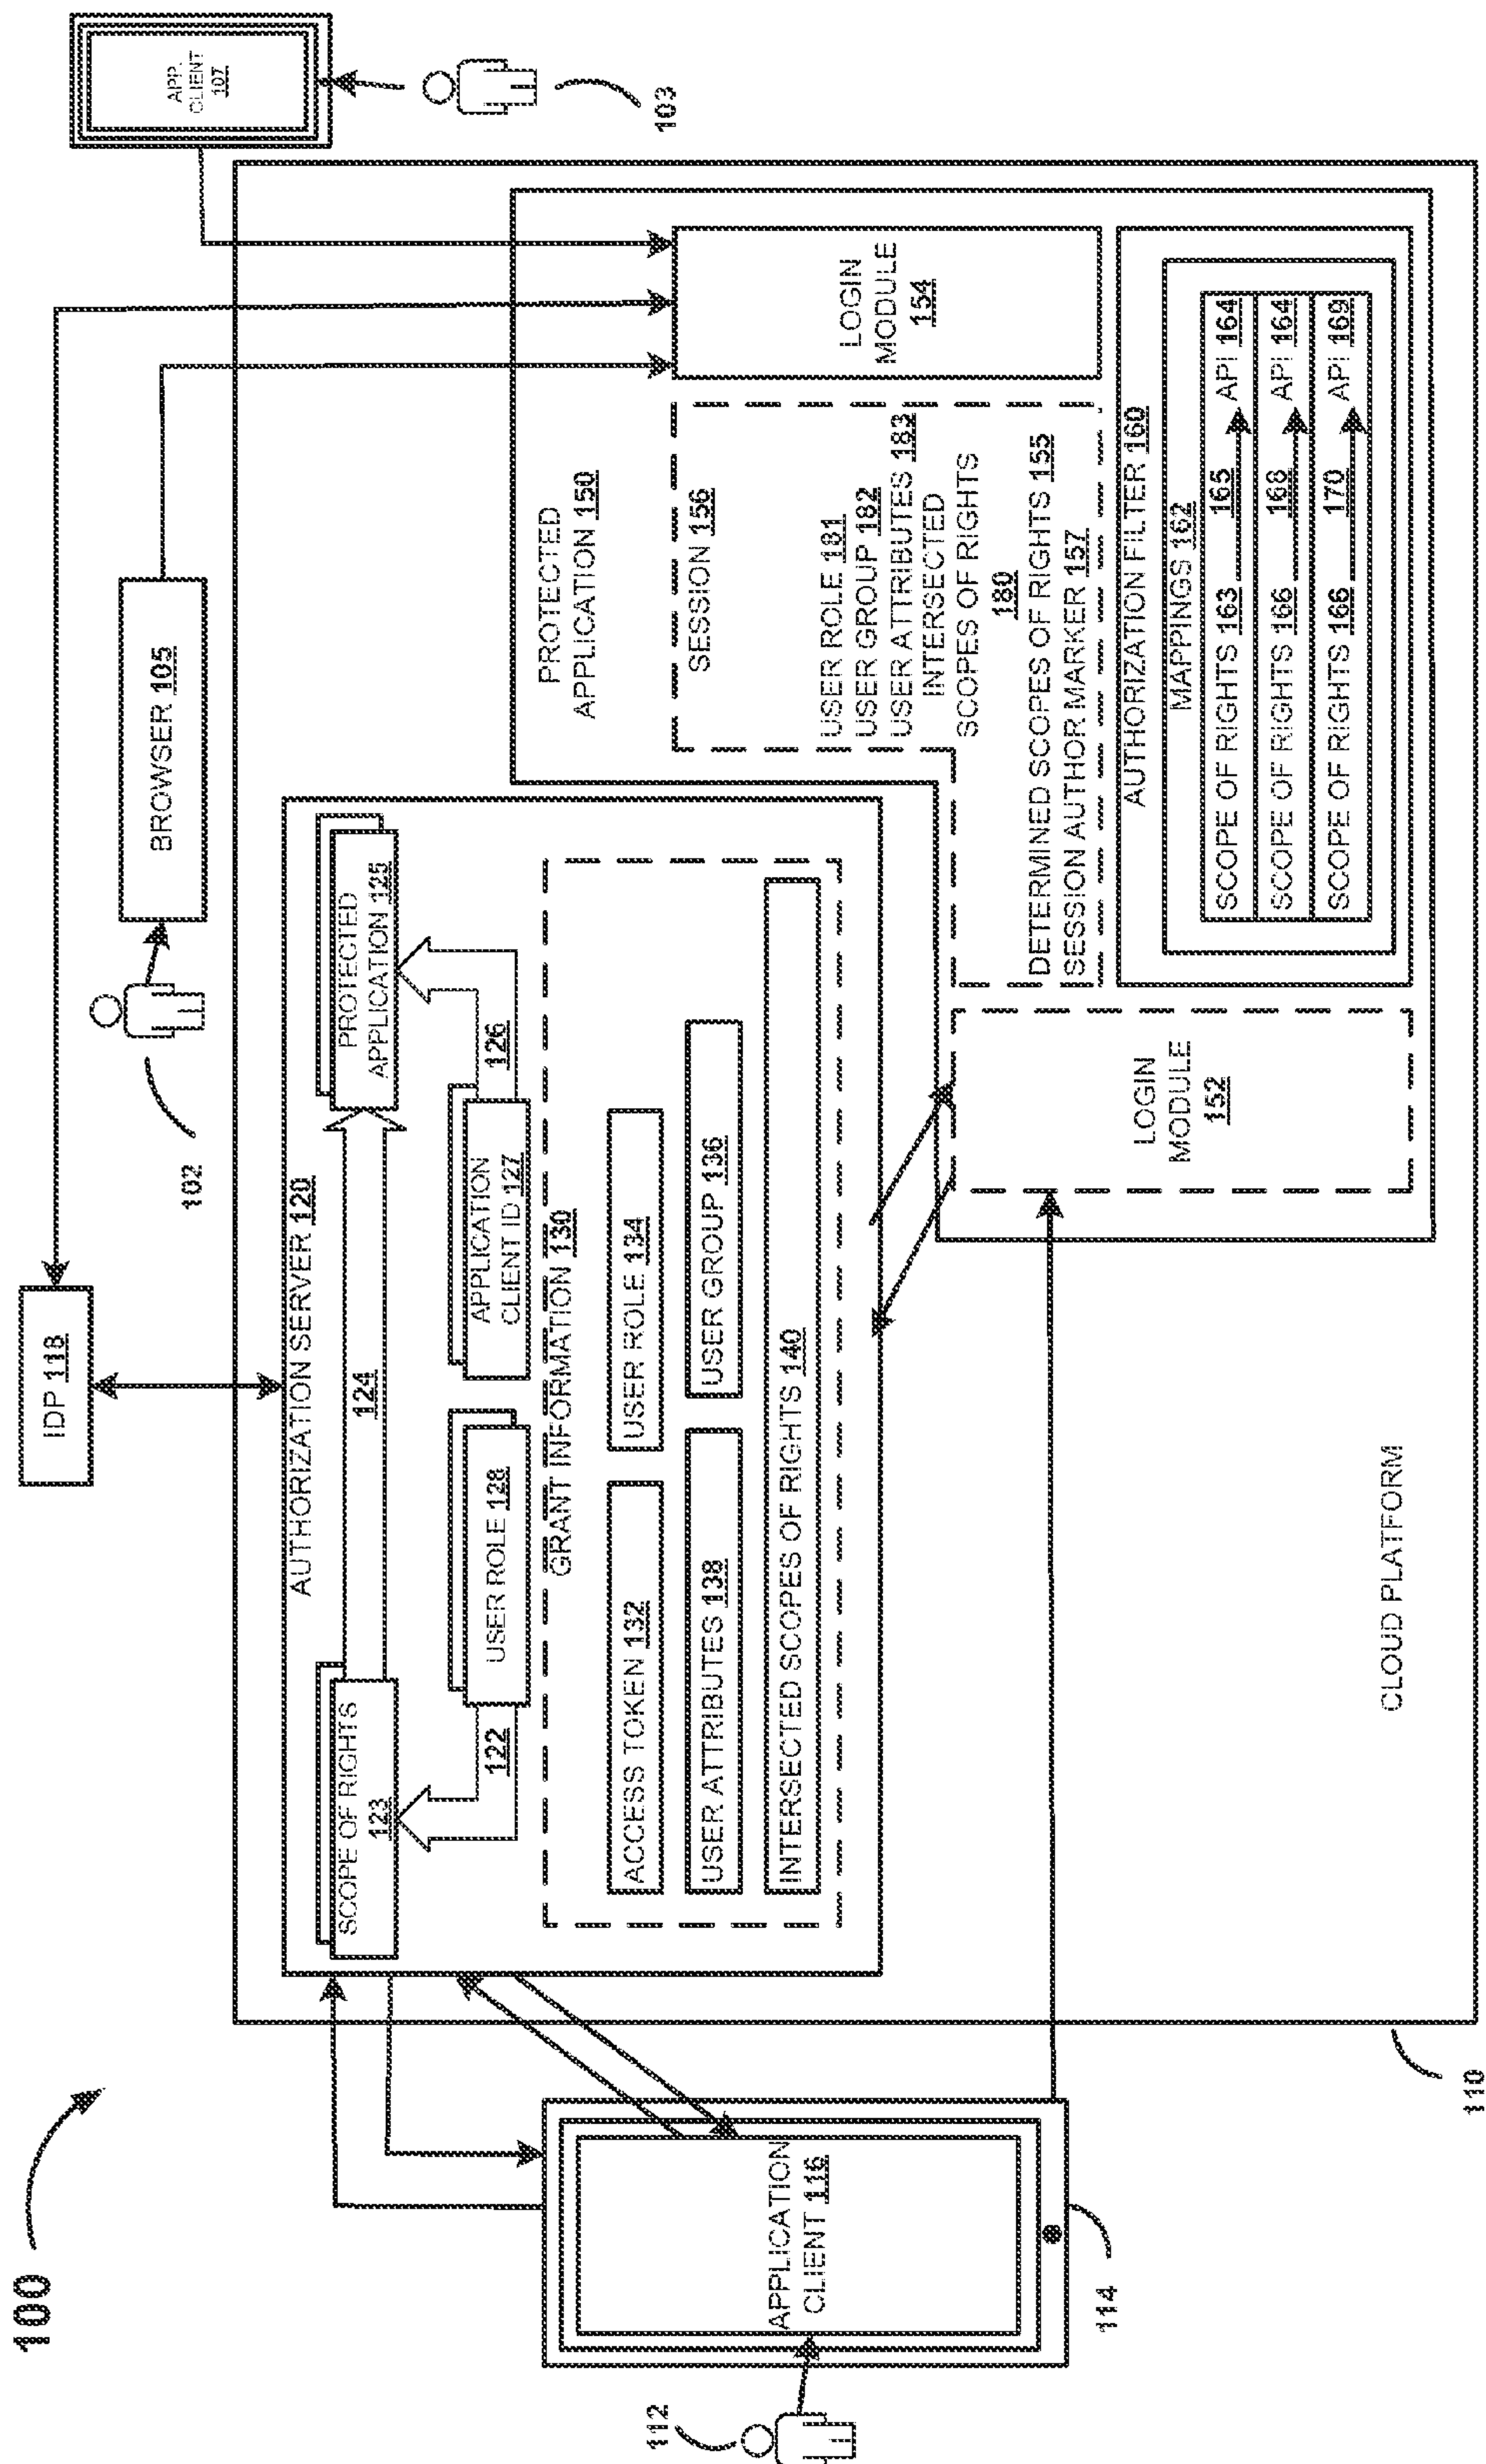 100
112
APPLICATION
CLIENT 116
114
110
IDP 118
102
BROWSER 105
APP.
CLIENT
107
103
AUTHORIZATION SERVER 120
SCOPE OF RIGHTS
123
124
PROTECTED
APPLICATION 125
122
USER ROLE 128
APPLICATION
CLIENT ID 127
126
GRANT INFORMATION 130
ACCESS TOKEN 132
USER ROLE 134
USER ATTRIBUTES 138
USER GROUP 136
INTERSECTED SCOPES OF RIGHTS 140
CLOUD PLATFORM
PROTECTED
APPLICATION 150
SESSION 156
USER ROLE 181
USER GROUP 182
USER ATTRIBUTES 183
INTERSECTED
SCOPES OF RIGHTS
180
DETERMINED SCOPES OF RIGHTS 155
SESSION AUTHOR MARKER 157
LOGIN
MODULE
154
LOGIN
MODULE
152
AUTHORIZATION FILTER 160
MAPPINGS 162
SCOPE OF RIGHTS 163 165 API 164
SCOPE OF RIGHTS 166 168 API 164
SCOPE OF RIGHTS 166 170 API 169